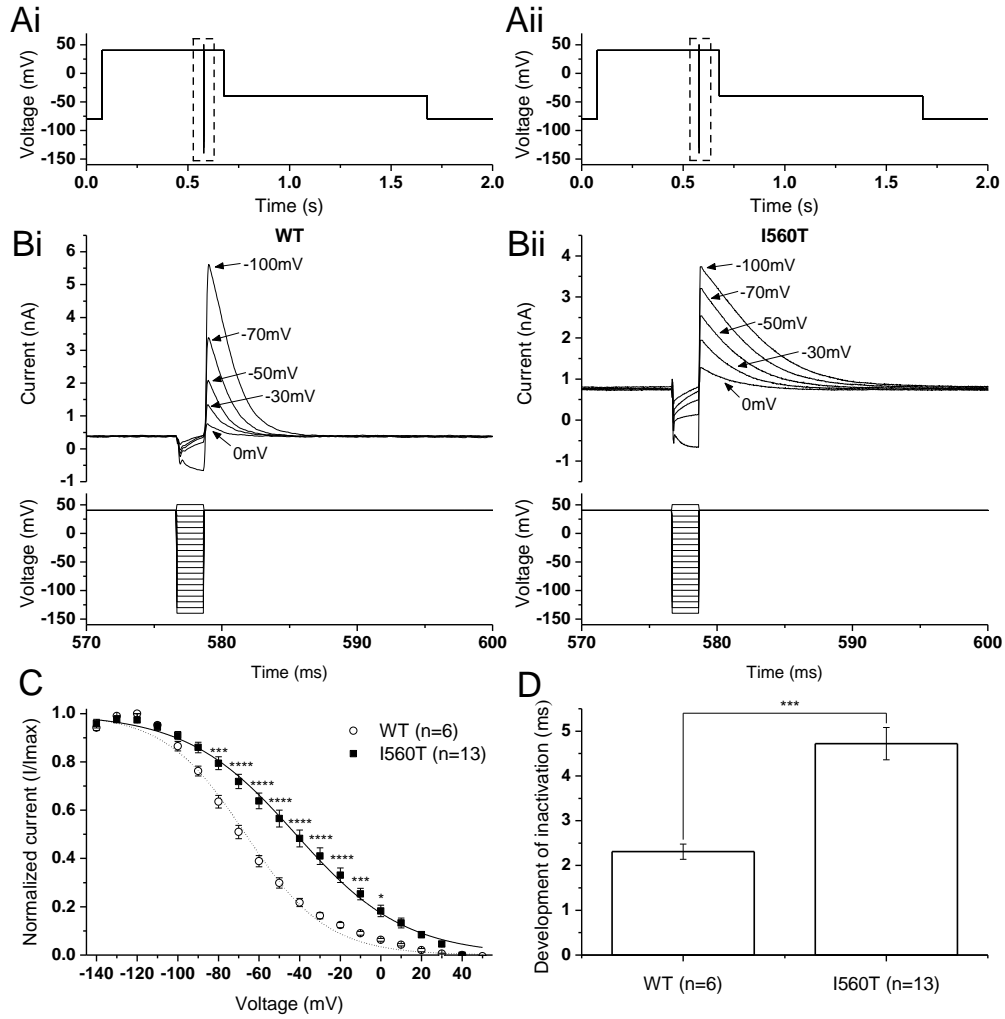 Ai
Voltage (mV)
50
0
-50
-100
-150
0.0
0.5
1.0
1.5
2.0
Time (s)
Aii
Voltage (mV)
50
0
-50
-100
-150
0.0
0.5
1.0
1.5
2.0
Time (s)
Bi
WT
Current (nA)
6
5
4
3
2
1
0
-1
-100mV
-70mV
-50mV
-30mV
0mV
Voltage (mV)
50
0
-50
-100
-150
570
580
590
600
Time (ms)
Bii
I560T
Current (nA)
4
3
2
1
0
-1
-100mV
-70mV
-50mV
-30mV
0mV
Voltage (mV)
50
0
-50
-100
-150
570
580
590
600
Time (ms)
C
Normalized current (I/Imax)
1.0
0.8
0.6
0.4
0.2
0.0
WT (n=6)
I560T (n=13)
***
****
****
****
****
****
****
***
*
-140 -120 -100 -80 -60 -40 -20 0 20 40
Voltage (mV)
D
Development of inactivation (ms)
5
4
3
2
1
0
***
WT (n=6)
I560T (n=13)